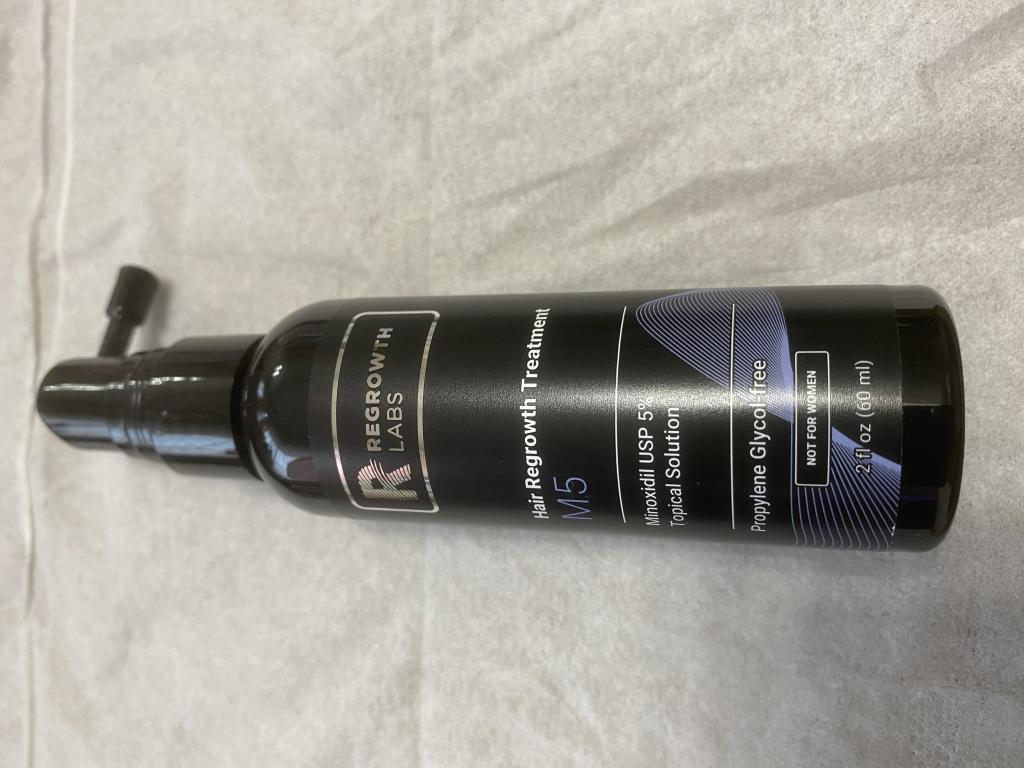 R
REGROWTH
LABS
Hair Regrowth Treatment
M5
Minoxidil USP 5%
Topical Solution
Propylene Glycol-free
NOT FOR WOMEN
2 fl oz (60 ml)